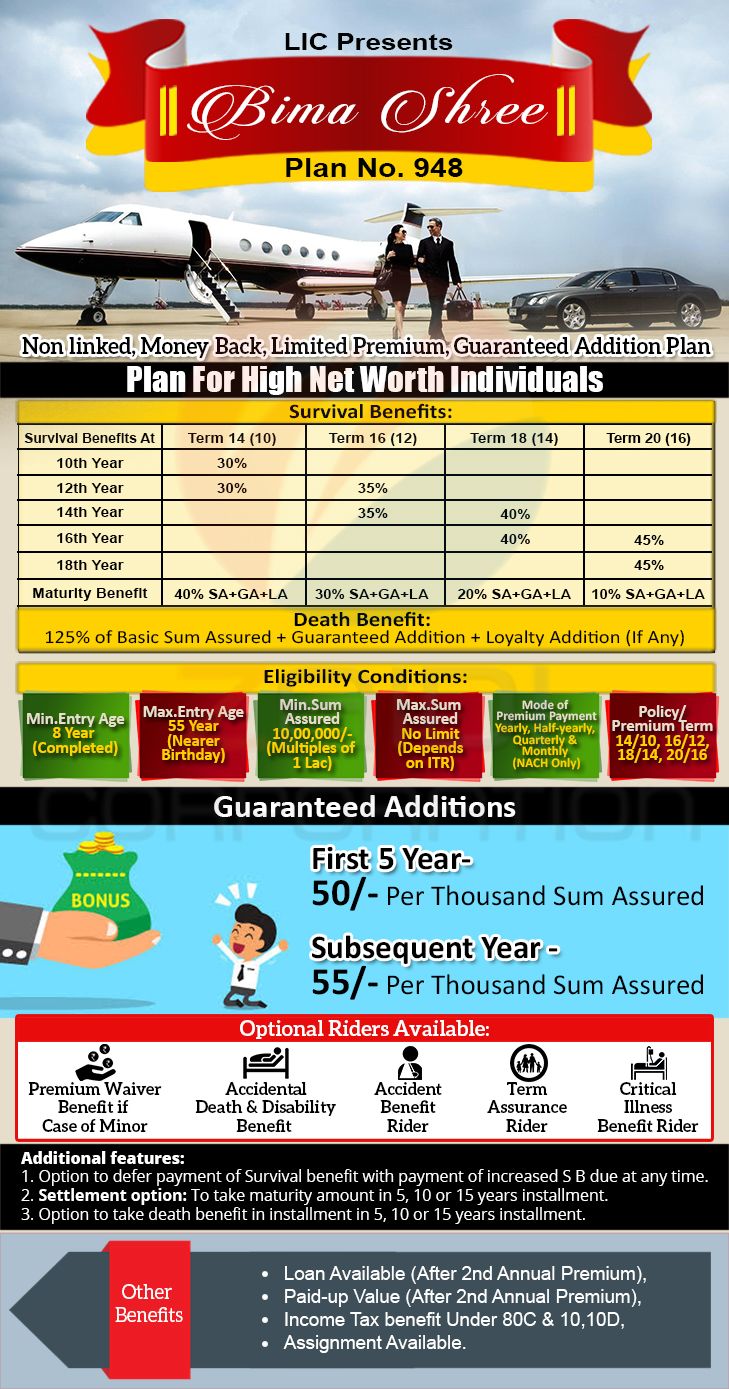 LIC Presents
|| Bima Shree ||
Plan No. 948
Non linked, Money Back, Limited Premium, Guaranteed Addition Plan
Plan For High Net Worth Individuals
Survival Benefits:
Survival Benefits At Term 14 (10) Term 16 (12) Term 18 (14) Term 20 (16)
10th Year 30%
12th Year 30% 35%
14th Year 35% 40%
16th Year 40% 45%
18th Year 45%
Maturity Benefit 40% SA+GA+LA 30% SA+GA+LA 20% SA+GA+LA 10% SA+GA+LA
Death Benefit:
125% of Basic Sum Assured + Guaranteed Addition + Loyalty Addition (If Any)
Eligibility Conditions:
Min.Entry Age
8 Year
(Completed)
Max.Entry Age
55 Year
(Nearer
Birthday)
Min.Sum
Assured
10,00,000/-
(Multiples of
1 Lac)
Max.Sum
Assured
No Limit
(Depends
on ITR)
Mode of
Premium Payment
Yearly, Half-yearly,
Quarterly &
Monthly
(NACH Only)
Policy/
Premium Term
14/10, 16/12,
18/14, 20/16
CORPORATION
Guaranteed Additions
BONUS
First 5 Year-
50/- Per Thousand Sum Assured
Subsequent Year -
55/- Per Thousand Sum Assured
Optional Riders Available:
Premium Waiver
Benefit if
Case of Minor
Accidental
Death & Disability
Benefit
Accident
Benefit
Rider
Term
Assurance
Rider
Critical
Illness
Benefit Rider
Additional features:
1. Option to defer payment of Survival benefit with payment of increased S B due at any time.
2. Settlement option: To take maturity amount in 5, 10 or 15 years installment.
3. Option to take death benefit in installment in 5, 10 or 15 years installment.
Other
Benefits
• Loan Available (After 2nd Annual Premium),
• Paid-up Value (After 2nd Annual Premium),
• Income Tax benefit Under 80C & 10,10D,
• Assignment Available.